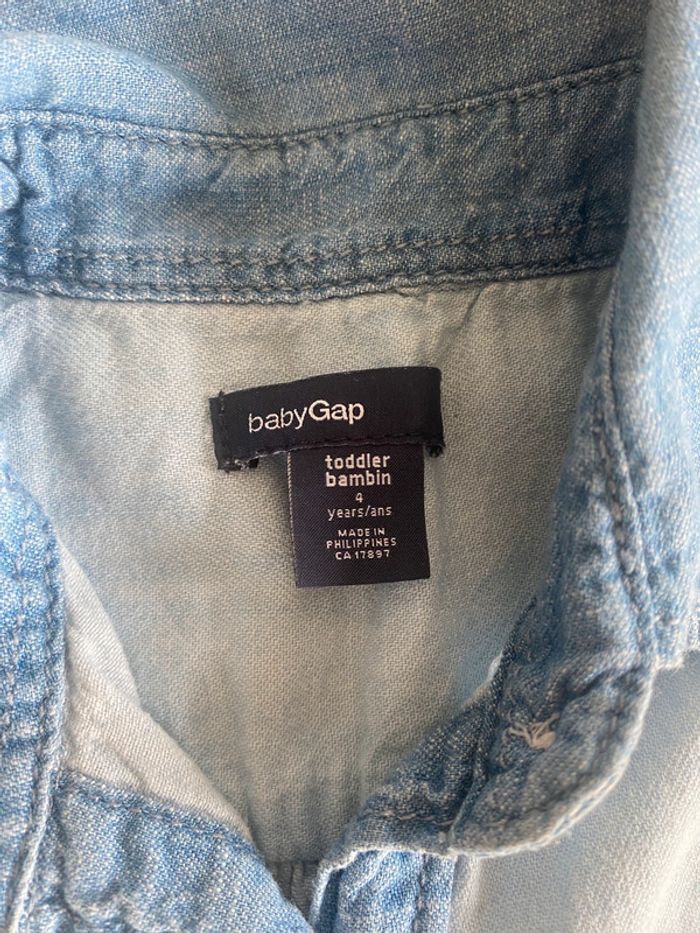 babyGap
toddler
bambin
4
years/ans
MADE IN
PHILIPPINES
CA 17897